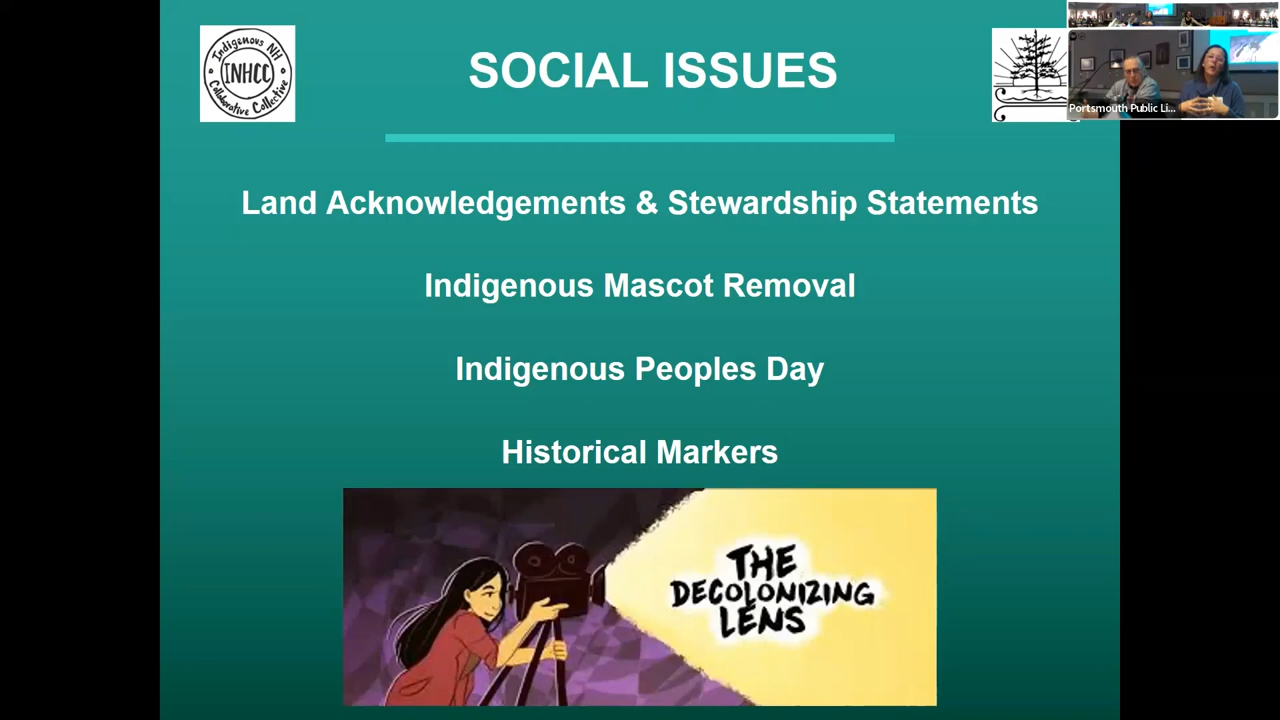 Indigenous NH
INHCC
Collaborative Collective
SOCIAL ISSUES
Portsmouth Public Li...
Land Acknowledgements & Stewardship Statements
Indigenous Mascot Removal
Indigenous Peoples Day
Historical Markers
THE
DECOLONIZING
LENS